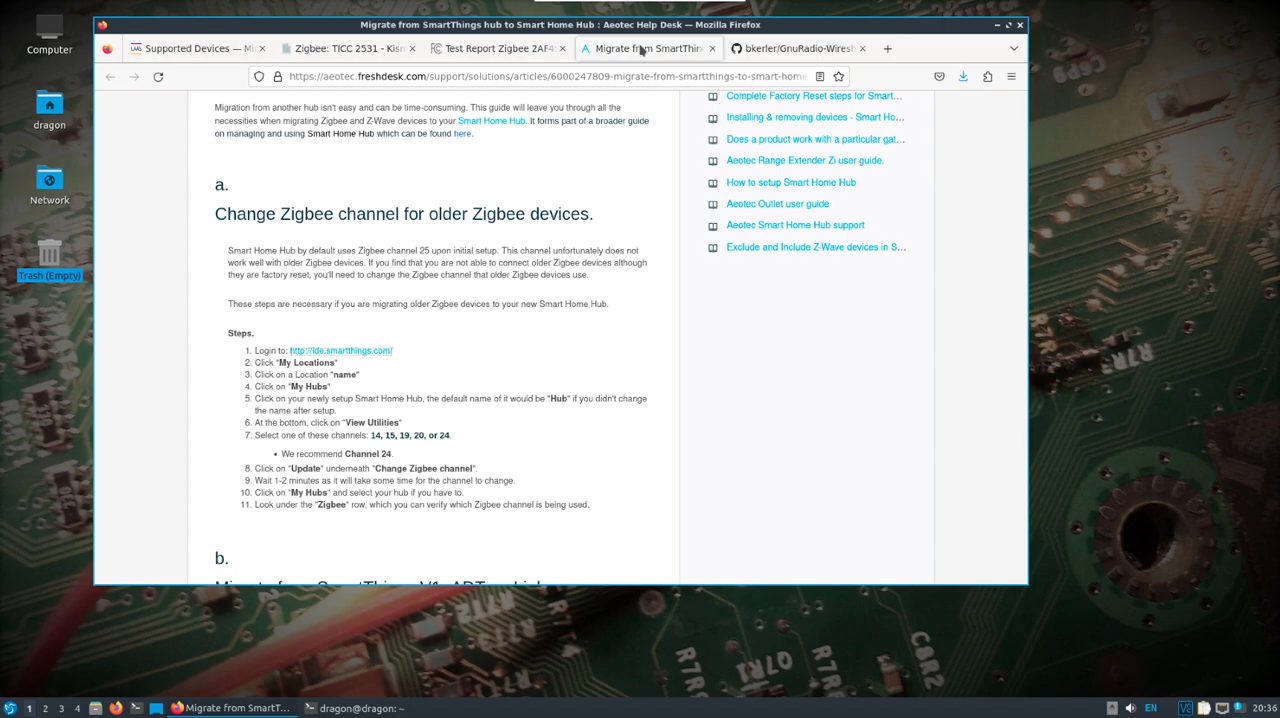 Migrate from SmartThings hub to Smart Home Hub : Aeotec Help Desk — Mozilla Firefox
Supported Devices — Mi
Zigbee: TICC 2531 - Kism
Test Report Zigbee 2AF4
Migrate from SmartThin
bkerler/GnuRadio-Wiresh
https://aeotec.freshdesk.com/support/solutions/articles/6000247809-migrate-from-smartthings-to-smart-home-
Computer
dragon
Network
Trash (Empty)
Migration from another hub isn't easy and can be time-consuming. This guide will leave you through all the
necessities when migrating Zigbee and Z-Wave devices to your Smart Home Hub. It forms part of a broader guide
on managing and using Smart Home Hub which can be found here.
a.
Change Zigbee channel for older Zigbee devices.
Smart Home Hub by default uses Zigbee channel 25 upon initial setup. This channel unfortunately does not
work well with older Zigbee devices. If you find that you are not able to connect older Zigbee devices although
they are factory reset, you'll need to change the Zigbee channel that older Zigbee devices use.
These steps are necessary if you are migrating older Zigbee devices to your new Smart Home Hub.
Steps.
1. Login to: http://ide.smartthings.com/
2. Click "My Locations"
3. Click on a Location "name"
4. Click on "My Hubs"
5. Click on your newly setup Smart Home Hub, the default name of it would be "Hub" if you didn't change
the name after setup.
6. At the bottom, click on "View Utilities"
7. Select one of these channels: 14, 15, 19, 20, or 24.
• We recommend Channel 24.
8. Click on "Update" underneath "Change Zigbee channel".
9. Wait 1-2 minutes as it will take some time for the channel to change.
10. Click on "My Hubs" and select your hub if you have to.
11. Look under the "Zigbee" row, which you can verify which Zigbee channel is being used.
b.
Complete Factory Reset steps for Smart...
Installing & removing devices - Smart Ho...
Does a product work with a particular gat...
Aeotec Range Extender Zi user guide.
How to setup Smart Home Hub
Aeotec Outlet user guide
Aeotec Smart Home Hub support
Exclude and Include Z-Wave devices in S...
1 2 3 4
Migrate from SmartT...
dragon@dragon: ~
EN
20:36